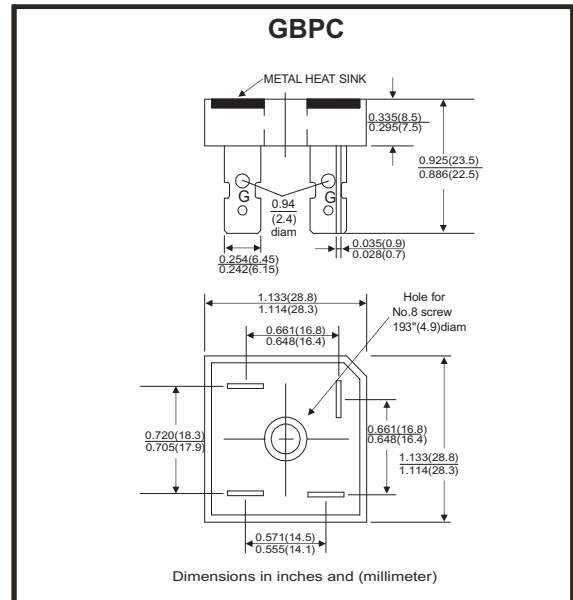 GBPC
METAL HEAT SINK
0.335(8.5)
0.295(7.5)
0.925(23.5)
0.886(22.5)
G
G
0.94
(2.4)
diam
0.035(0.9)
0.028(0.7)
0.254(6.45)
0.242(6.15)
1.133(28.8)
1.114(28.3)
Hole for
No.8 screw
193"(4.9)diam
0.661(16.8)
0.648(16.4)
0.720(18.3)
0.705(17.9)
0.661(16.8)
0.648(16.4)
1.133(28.8)
1.114(28.3)
0.571(14.5)
0.555(14.1)
Dimensions in inches and (millimeter)